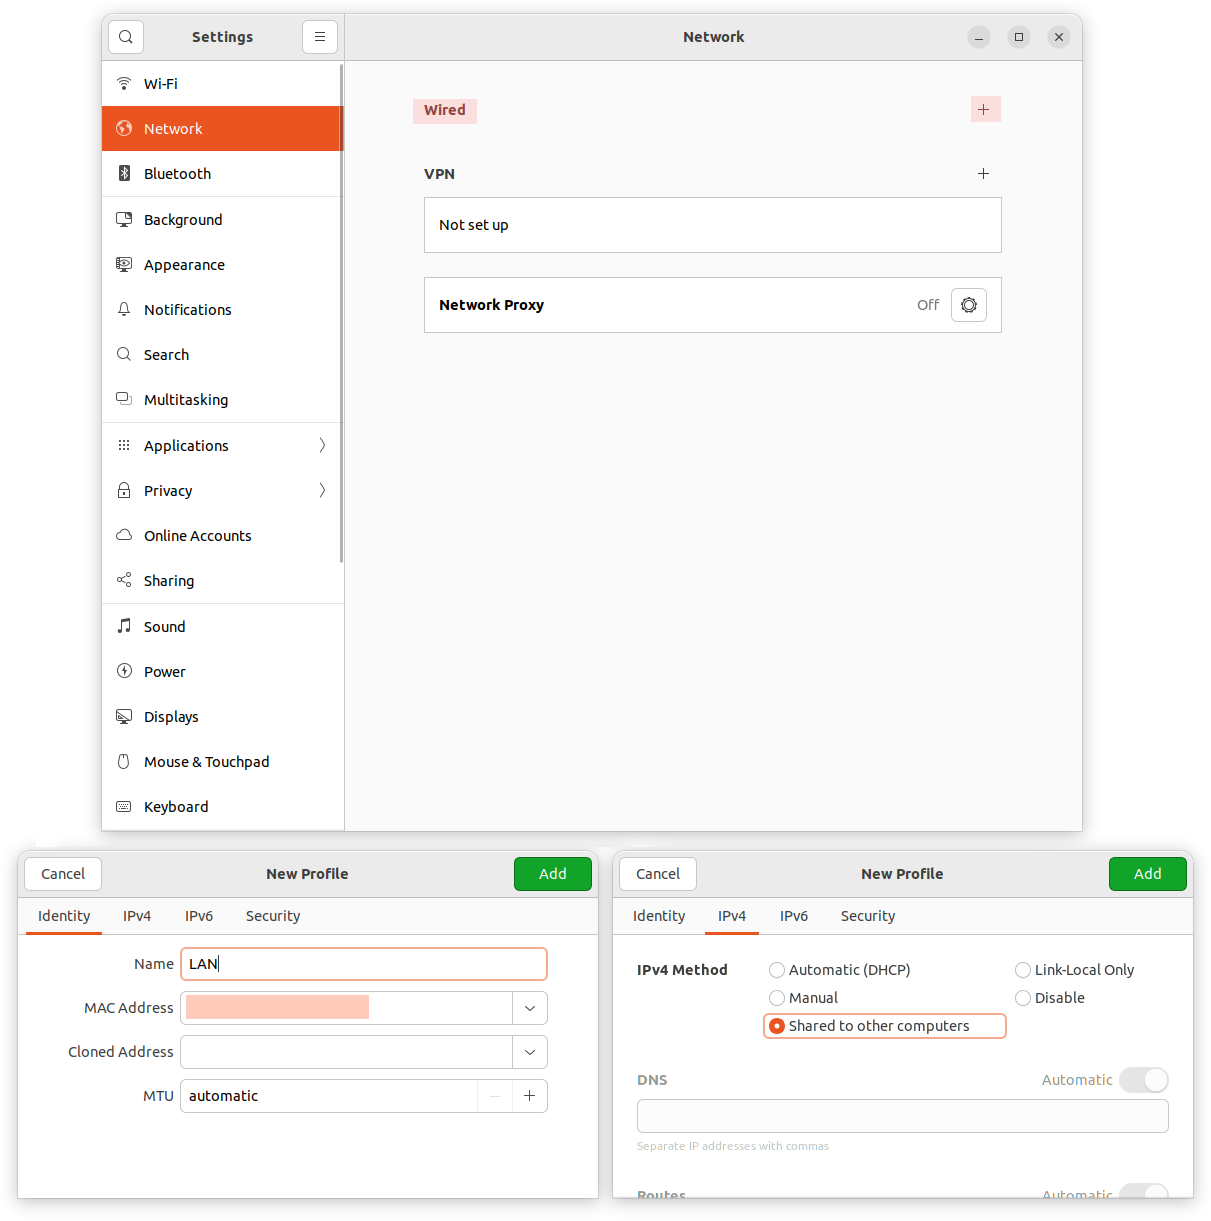 Settings
Network
Wi-Fi
Network
Bluetooth
Background
Appearance
Notifications
Search
Multitasking
Applications
Privacy
Online Accounts
Sharing
Sound
Power
Displays
Mouse & Touchpad
Keyboard
Wired
VPN
Not set up
Network Proxy Off
Cancel New Profile Add
Identity IPv4 IPv6 Security
Name LAN
MAC Address
Cloned Address
MTU automatic
Cancel New Profile Add
Identity IPv4 IPv6 Security
IPv4 Method Automatic (DHCP) Link-Local Only
Manual Disable
Shared to other computers
DNS Automatic
Separate IP addresses with commas
Routes Automatic